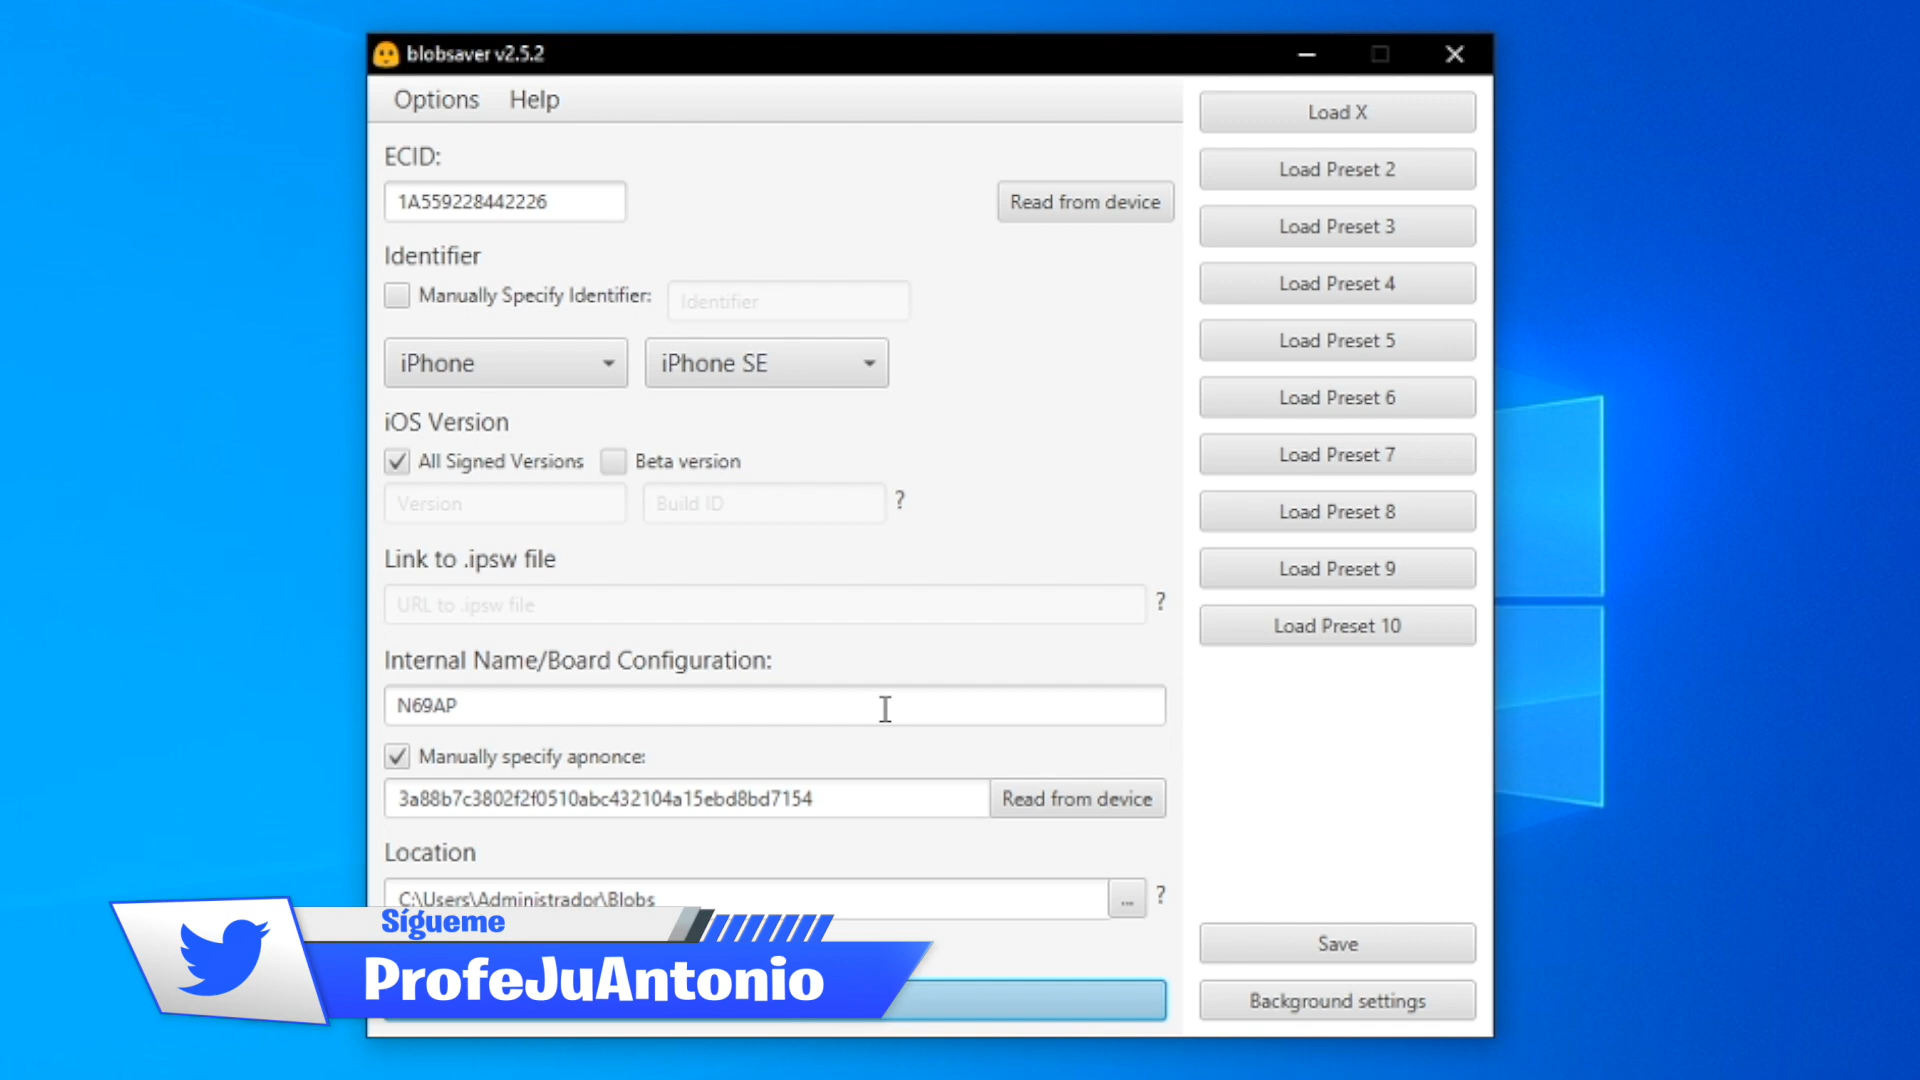 blobsaver v2.5.2
Options Help
ECID:
1A559228442226
Read from device
Identifier
Manually Specify Identifier:
Identifier
iPhone
iPhone SE
iOS Version
All Signed Versions
Beta version
Version
Build ID
?
Link to .ipsw file
URL to .ipsw file
?
Internal Name/Board Configuration:
N69AP
Manually specify apnonce:
3a88b7c3802f2f0510abc432104a15ebd8bd7154
Read from device
Location
C:\Users\Administrador\Blobs
...
?
Load X
Load Preset 2
Load Preset 3
Load Preset 4
Load Preset 5
Load Preset 6
Load Preset 7
Load Preset 8
Load Preset 9
Load Preset 10
Save
Background settings
Sígueme
ProfeJuAntonio